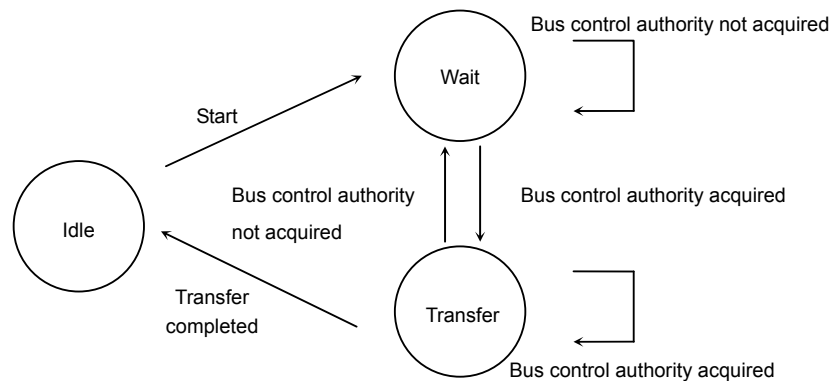 Bus control authority not acquired
Wait
Start
Bus control authority
not acquired
Bus control authority acquired
Idle
Transfer
completed
Transfer
Bus control authority acquired